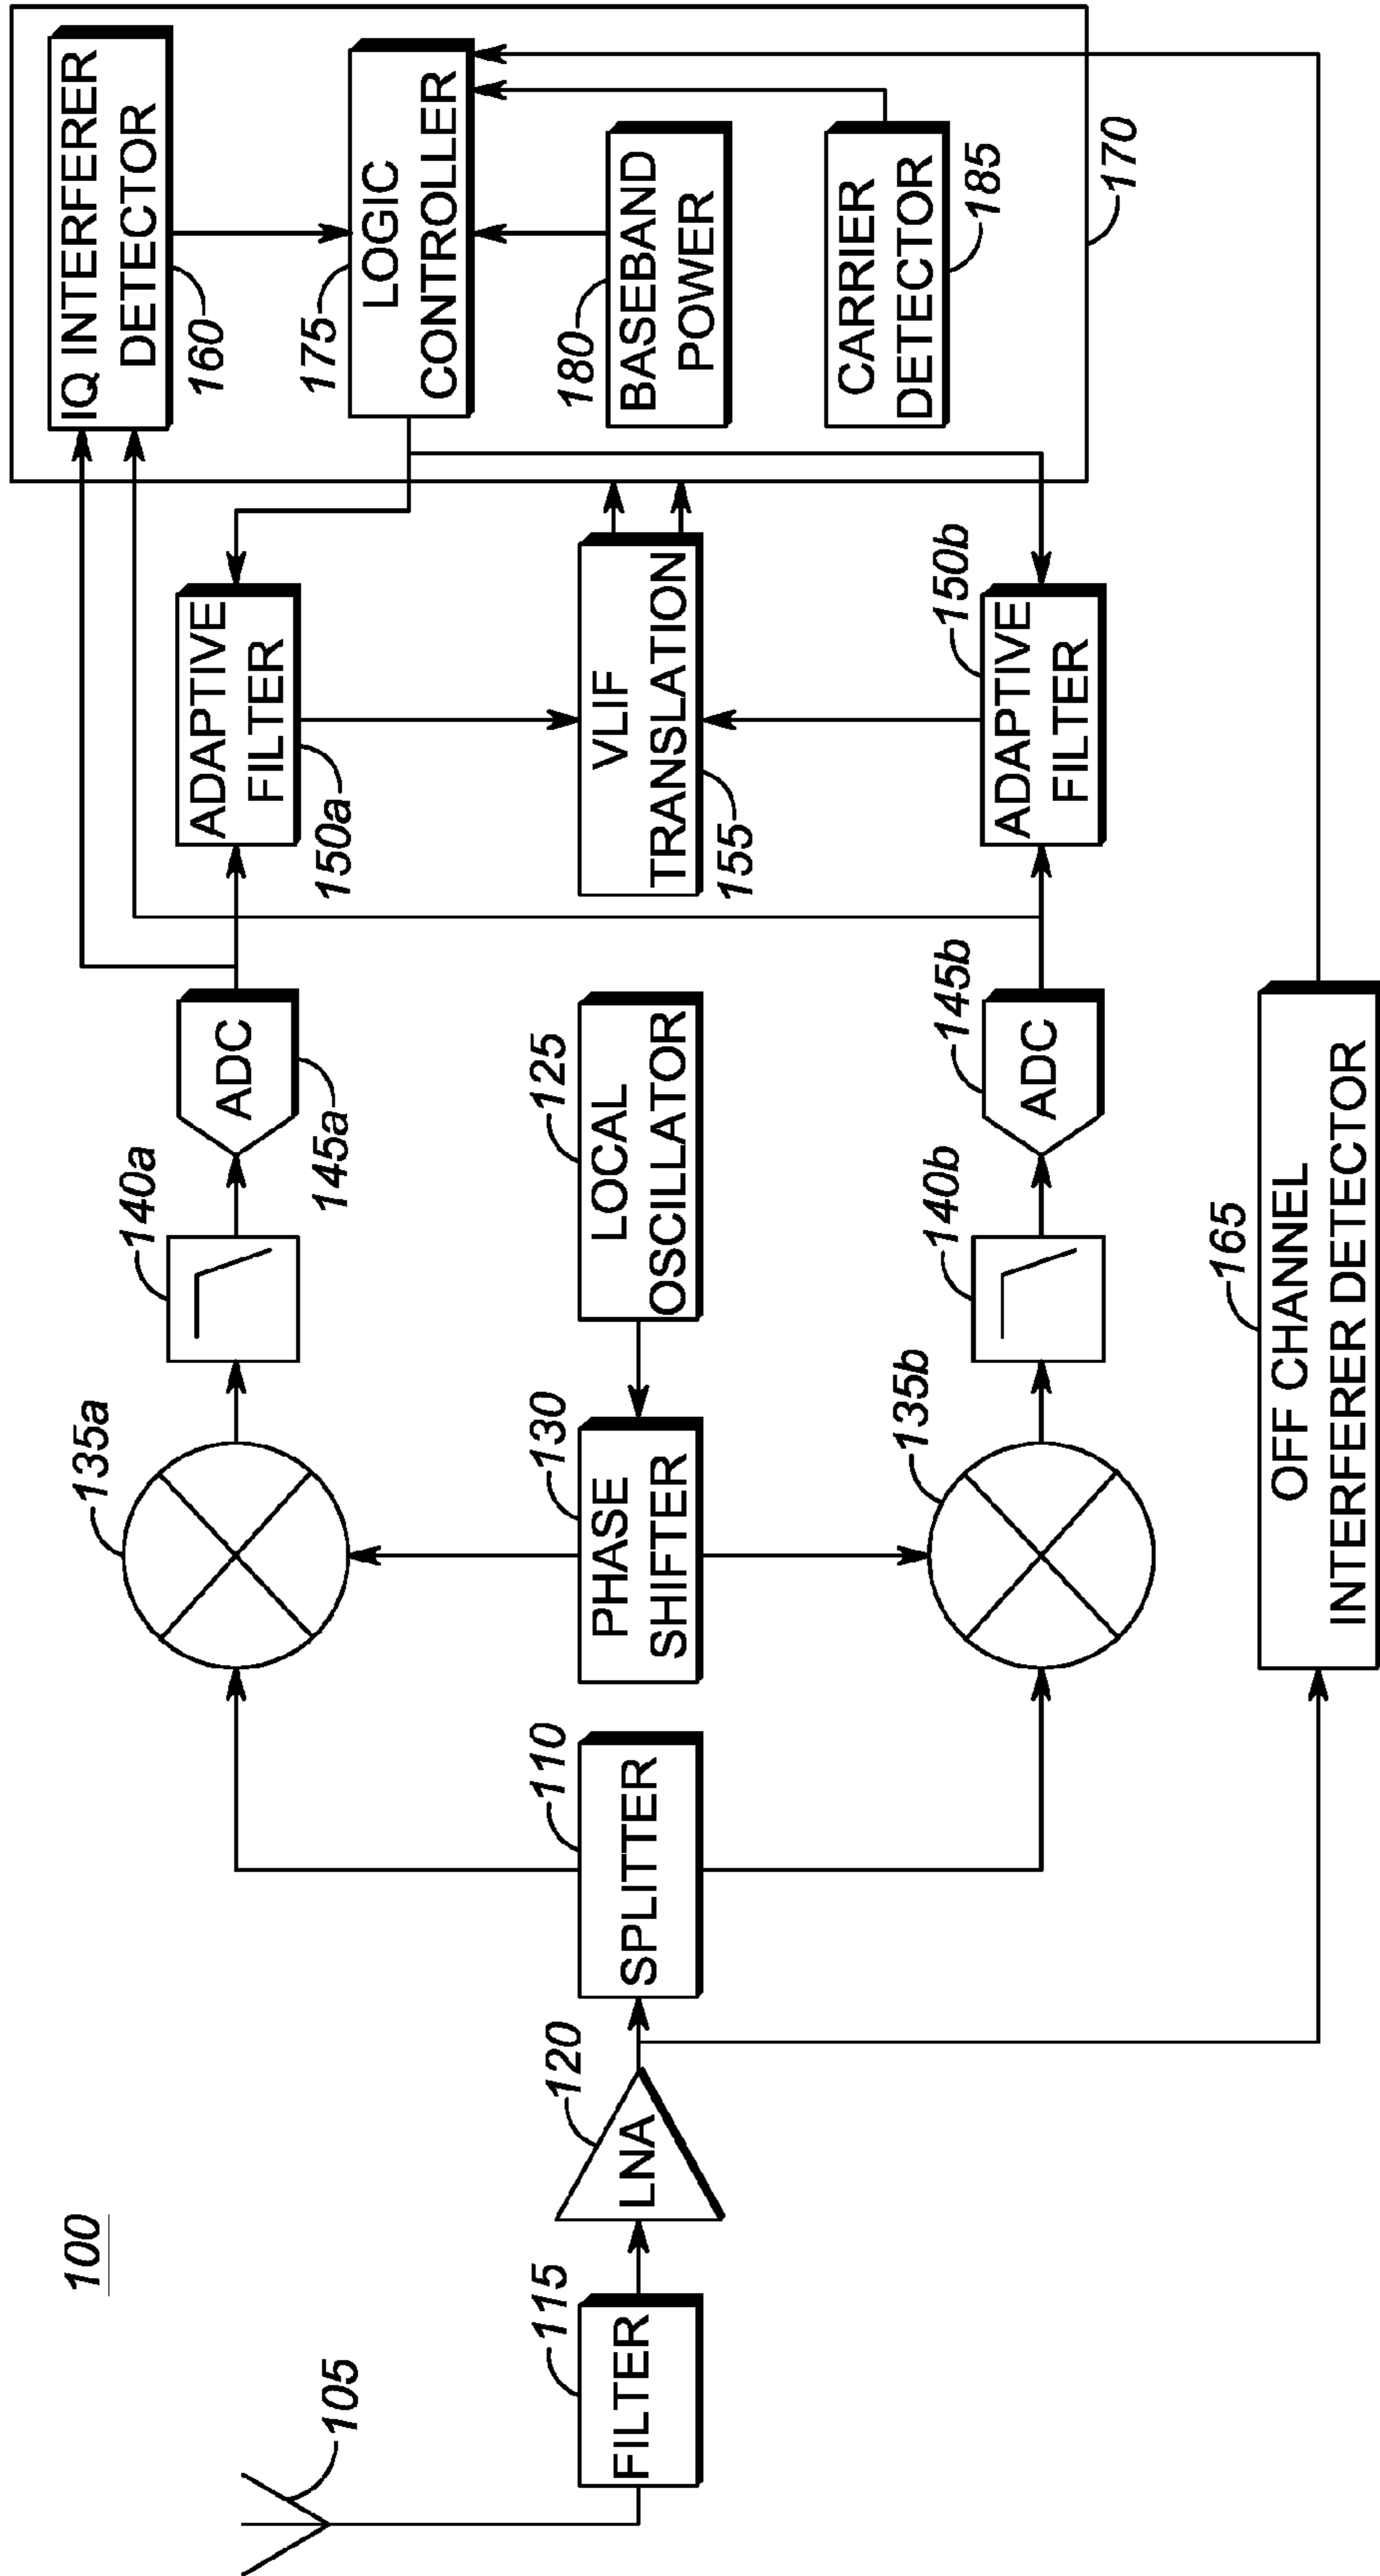 100
105
115
FILTER
120
LNA
110
SPLITTER
135a
130
PHASE
SHIFTER
135b
125
LOCAL
OSCILLATOR
140a
140b
ADC
145a
145b
ADC
165
OFF CHANNEL
INTERFERER DETECTOR
ADAPTIVE
FILTER
150a
VLIF
TRANSLATION
155
150b
ADAPTIVE
FILTER
IQ INTERFERER
DETECTOR
160
175
LOGIC
CONTROLLER
180
BASEBAND
POWER
CARRIER
DETECTOR
185
170